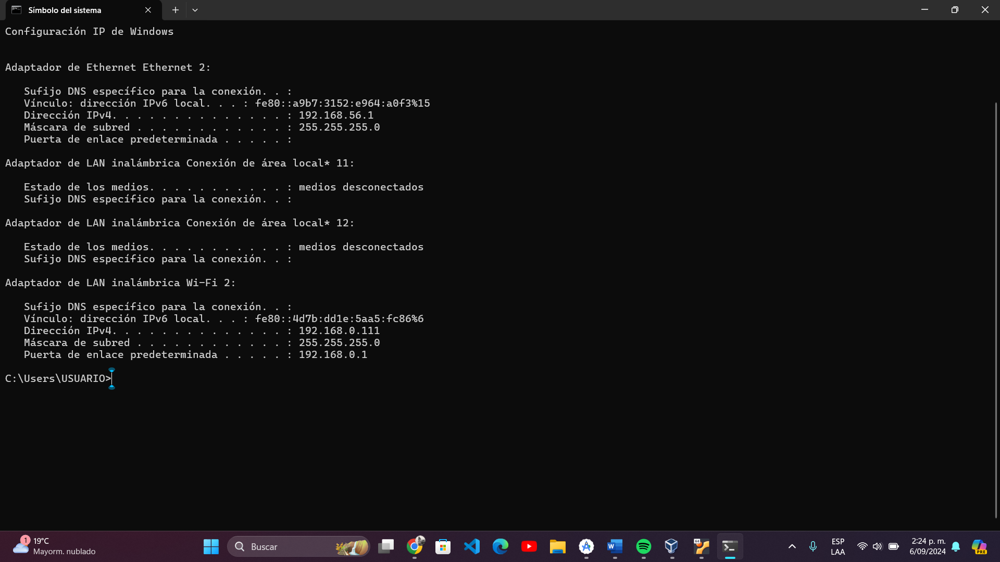 Símbolo del sistema
Configuración IP de Windows
Adaptador de Ethernet Ethernet 2:
Sufijo DNS específico para la conexión. . :
Vínculo: dirección IPv6 local. . . : fe80::a9b7:3152:e964:a0f3%15
Dirección IPv4. . . . . . . . . . . . . . : 192.168.56.1
Máscara de subred . . . . . . . . . . . . : 255.255.255.0
Puerta de enlace predeterminada . . . . . :
Adaptador de LAN inalámbrica Conexión de área local* 11:
Estado de los medios. . . . . . . . . . . : medios desconectados
Sufijo DNS específico para la conexión. . :
Adaptador de LAN inalámbrica Conexión de área local* 12:
Estado de los medios. . . . . . . . . . . : medios desconectados
Sufijo DNS específico para la conexión. . :
Adaptador de LAN inalámbrica Wi-Fi 2:
Sufijo DNS específico para la conexión. . :
Vínculo: dirección IPv6 local. . . : fe80::4d7b:dd1e:5aa5:fc86%6
Dirección IPv4. . . . . . . . . . . . . . : 192.168.0.111
Máscara de subred . . . . . . . . . . . . : 255.255.255.0
Puerta de enlace predeterminada . . . . . : 192.168.0.1
C:\Users\USUARIO>
1
19°C
Mayorm. nublado
Buscar
W
64
ESP
LAA
2:24 p. m.
6/09/2024
PRE